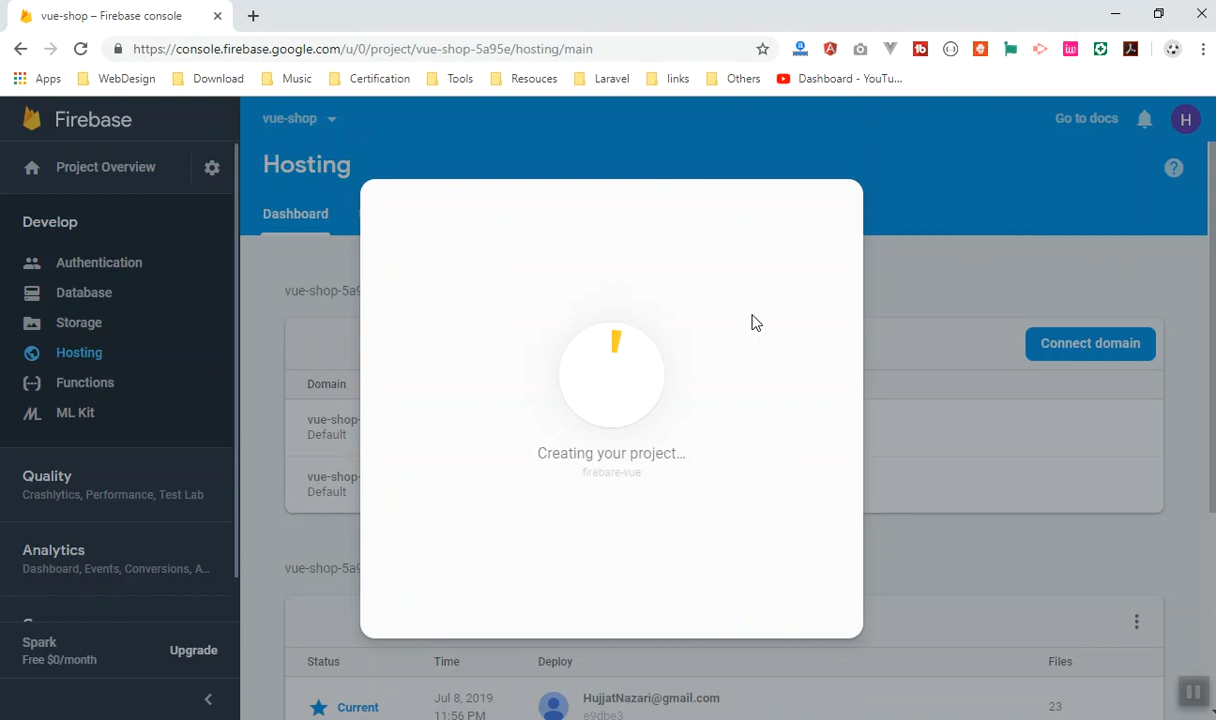 vue-shop – Firebase console
https://console.firebase.google.com/u/0/project/vue-shop-5a95e/hosting/main
Apps WebDesign Download Music Certification Tools Resouces Laravel links Others Dashboard - YouTu...
Firebase
vue-shop
Go to docs
H
Project Overview
Hosting
Dashboard
Develop
Authentication
Database
Storage
Hosting
Functions
ML Kit
Quality
Crashlytics, Performance, Test Lab
Analytics
Dashboard, Events, Conversions, A...
Spark
Free $0/month
Upgrade
vue-shop-5a9
Connect domain
Domain
vue-shop-
Default
vue-shop-
Default
Creating your project...
firebare-vue
vue-shop-5a9
Status Time Deploy Files
Current
Jul 8, 2019
11:56 PM
HujjatNazari@gmail.com
e9dbe3
23